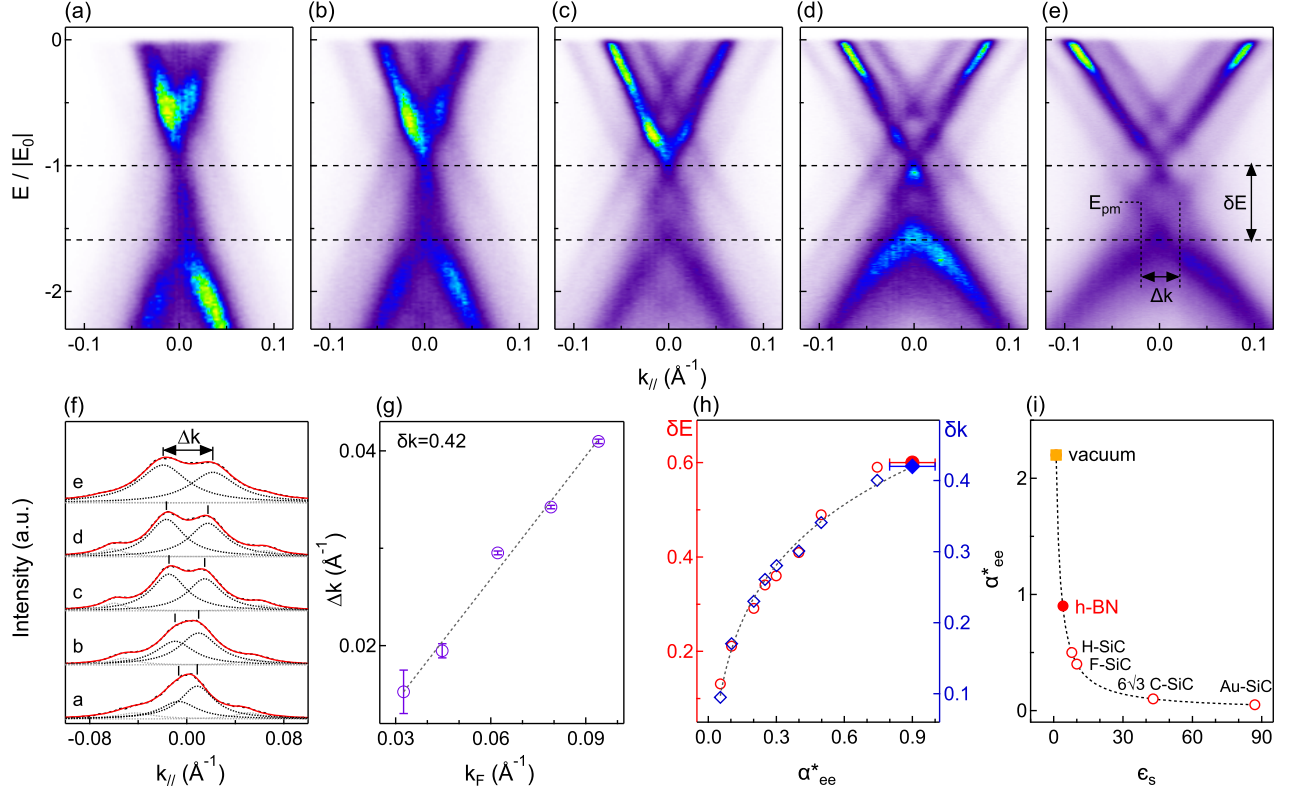 (a) (b) (c) (d) (e)
E / |E₀|
0
-1
-2
E_pm
δE
Δk
-0.1 0.0 0.1 -0.1 0.0 0.1 -0.1 0.0 0.1 -0.1 0.0 0.1 -0.1 0.0 0.1
k_// (Å⁻¹)
(f)
Δk
e
d
c
b
a
Intensity (a.u.)
-0.08 0.00 0.08
k_// (Å⁻¹)
(g)
δk=0.42
0.04
0.02
Δk (Å⁻¹)
0.03 0.06 0.09
k_F (Å⁻¹)
(h)
δE
0.6
0.4
0.2
δk
0.4
0.3
0.2
0.1
0.0 0.3 0.6 0.9
α*_ee
(i)
α*_ee
2
1
0
vacuum
h-BN
H-SiC
F-SiC
6√3 C-SiC
Au-SiC
0 30 60 90
ϵ_s